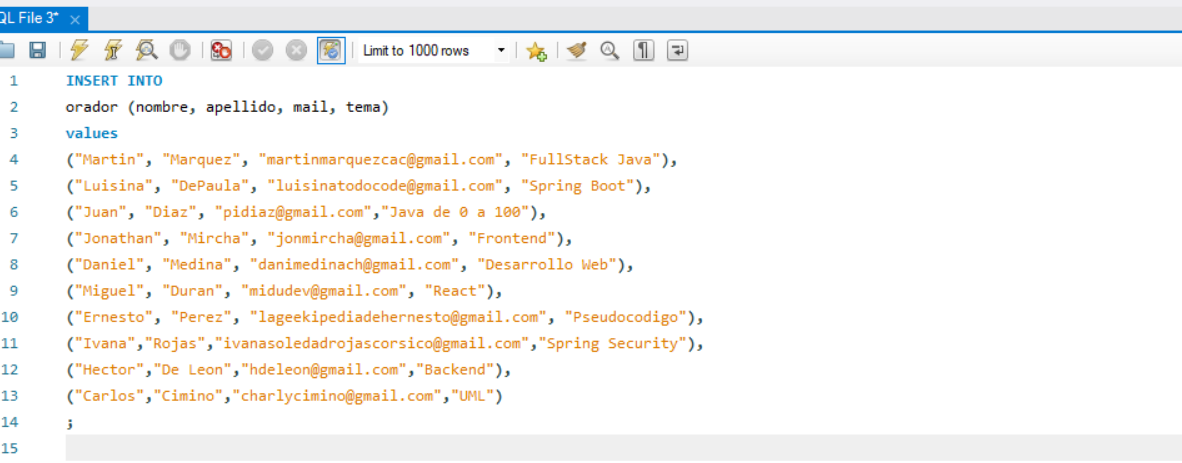 QL File 3*
Limit to 1000 rows
1 INSERT INTO
2 orador (nombre, apellido, mail, tema)
3 values
4 ("Martin", "Marquez", "martinmarquezcac@gmail.com", "FullStack Java"),
5 ("Luisina", "DePaula", "luisinatodocode@gmail.com", "Spring Boot"),
6 ("Juan", "Diaz", "pidiaz@gmail.com","Java de 0 a 100"),
7 ("Jonathan", "Mircha", "jonmircha@gmail.com", "Frontend"),
8 ("Daniel", "Medina", "danimedinach@gmail.com", "Desarrollo Web"),
9 ("Miguel", "Duran", "midudev@gmail.com", "React"),
10 ("Ernesto", "Perez", "lageekipediadehernesto@gmail.com", "Pseudocodigo"),
11 ("Ivana","Rojas","ivanasoledadrojascorsico@gmail.com","Spring Security"),
12 ("Hector","De Leon","hdeleon@gmail.com","Backend"),
13 ("Carlos","Cimino","charlycimino@gmail.com","UML")
14 ;
15